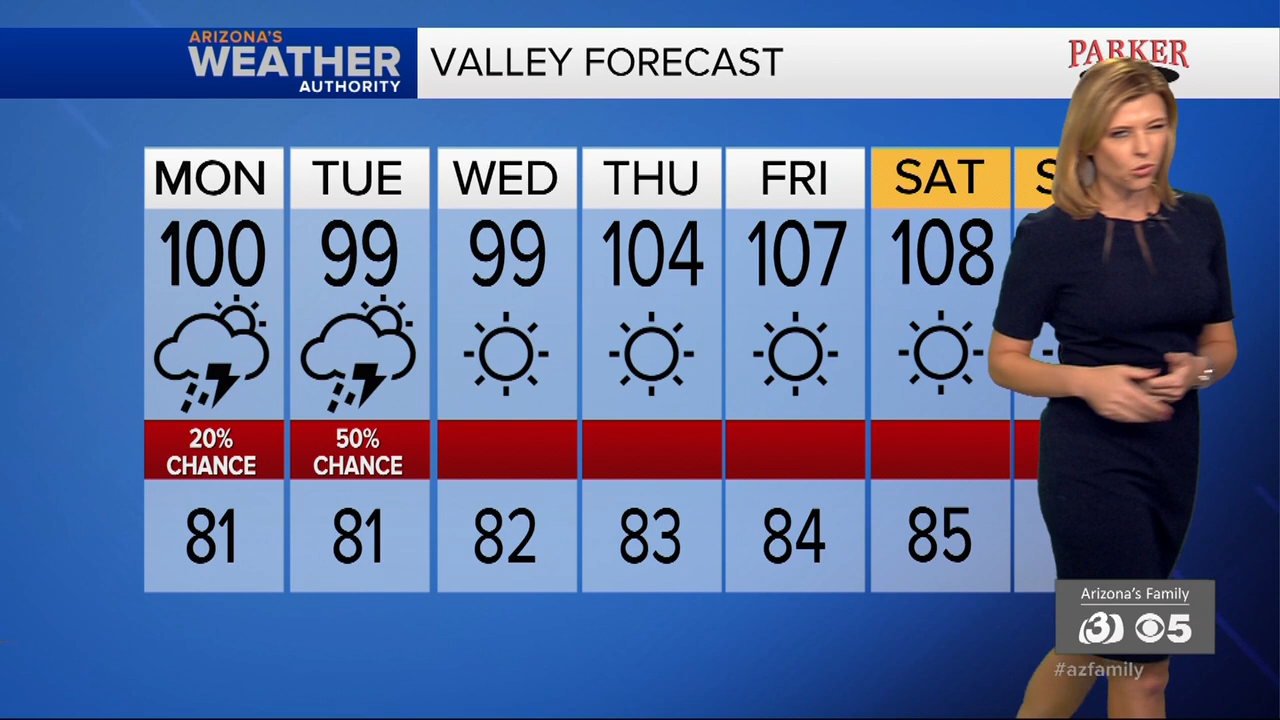 ARIZONA'S
WEATHER
AUTHORITY
VALLEY FORECAST
PARKER
MON TUE WED THU FRI SAT S
100 99 99 104 107 108
20% CHANCE
50% CHANCE
81 81 82 83 84 85
Arizona's Family
3 5
#azfamily